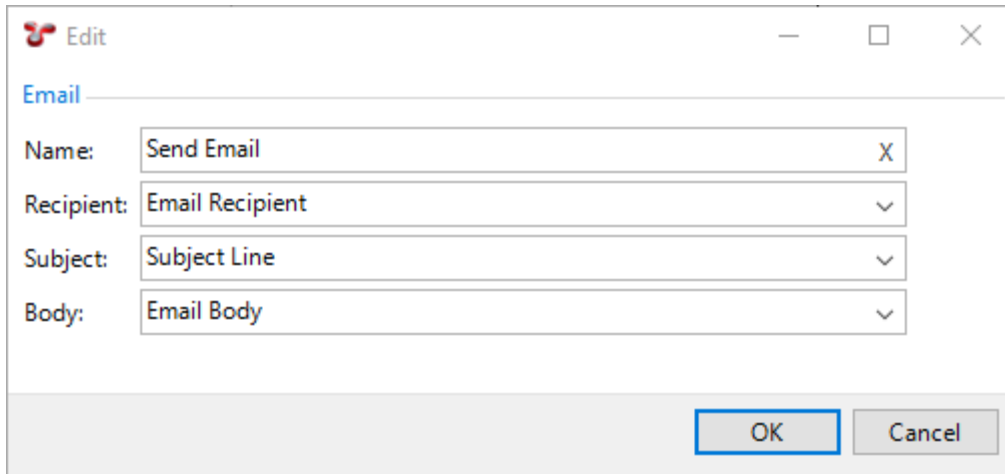 Edit
Email
Name: Send Email X
Recipient: Email Recipient
Subject: Subject Line
Body: Email Body
OK Cancel